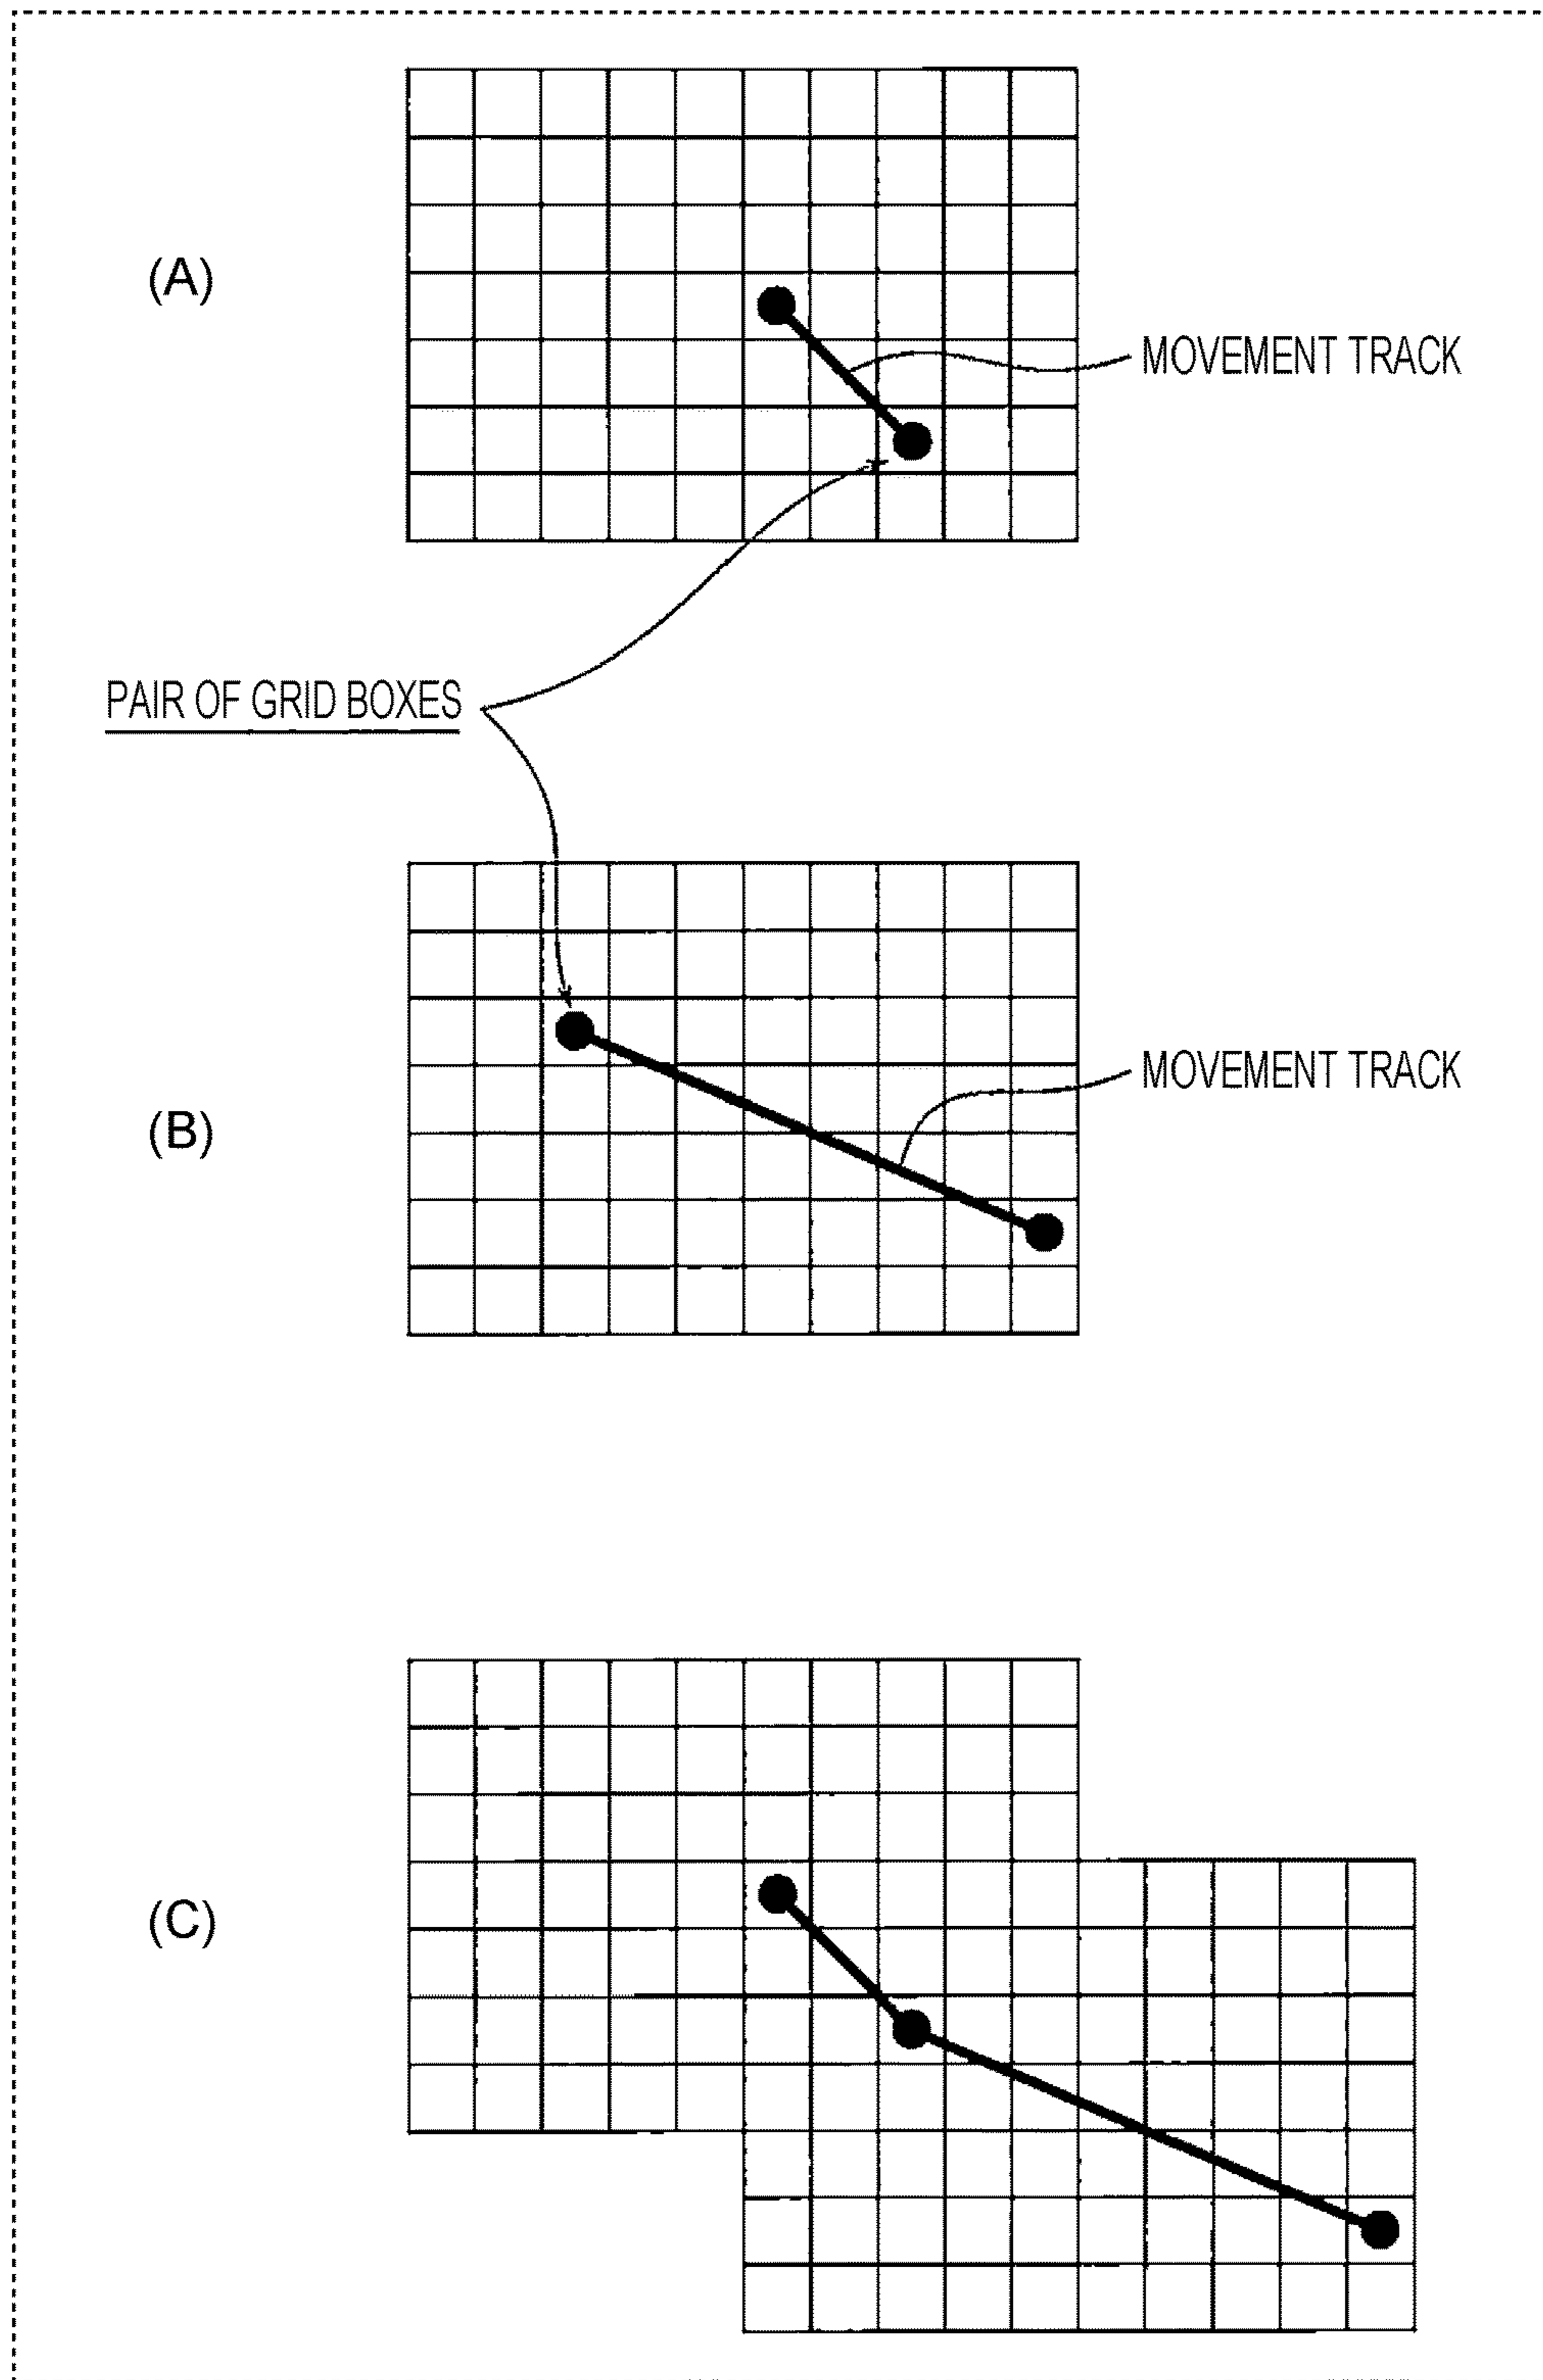 (A)
MOVEMENT TRACK
PAIR OF GRID BOXES
MOVEMENT TRACK
(B)
(C)